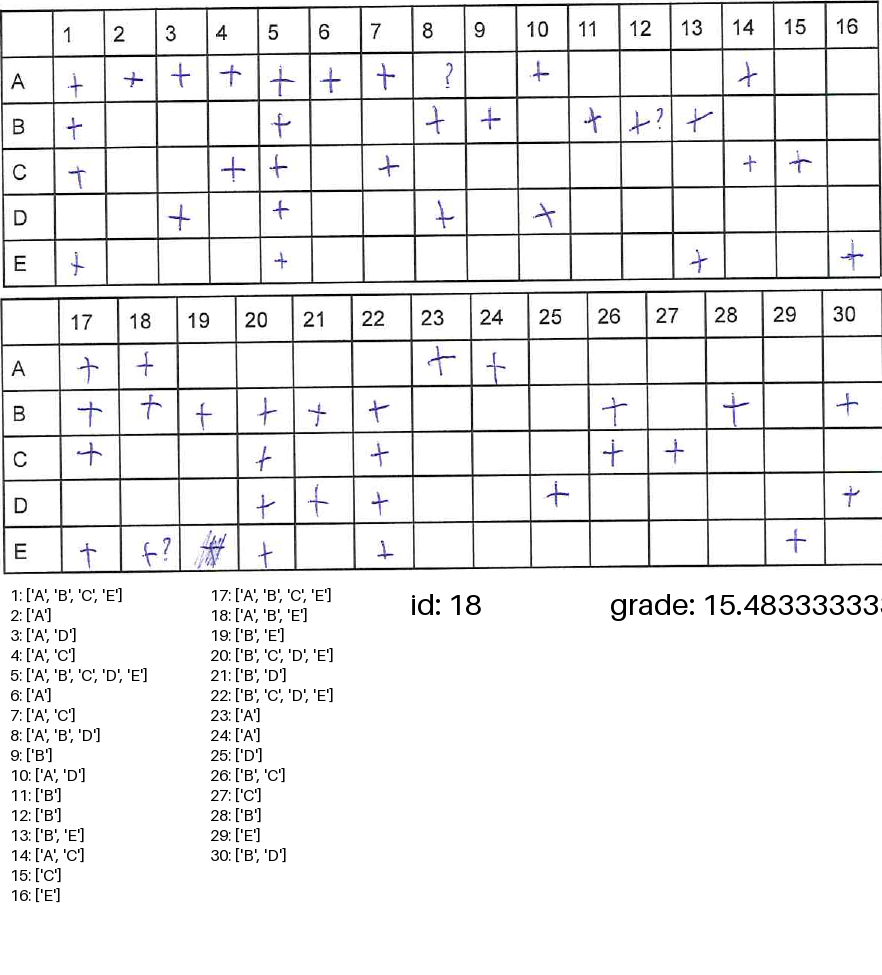 1 2 3 4 5 6 7 8 9 10 11 12 13 14 15 16
A + + + + + + + ? + +
B + + + + + +? +
C + + + + + +
D + + + +
E + + + +
17 18 19 20 21 22 23 24 25 26 27 28 29 30
A + + + +
B + + + + + + + + +
C + + + + +
D + + + + +
E + +? + + +
1: ['A', 'B', 'C', 'E'] 17: ['A', 'B', 'C', 'E'] id: 18 grade: 15.48333333
2: ['A'] 18: ['A', 'B', 'E']
3: ['A', 'D'] 19: ['B', 'E']
4: ['A', 'C'] 20: ['B', 'C', 'D', 'E']
5: ['A', 'B', 'C', 'D', 'E'] 21: ['B', 'D']
6: ['A'] 22: ['B', 'C', 'D', 'E']
7: ['A', 'C'] 23: ['A']
8: ['A', 'B', 'D'] 24: ['A']
9: ['B'] 25: ['D']
10: ['A', 'D'] 26: ['B', 'C']
11: ['B'] 27: ['C']
12: ['B'] 28: ['B']
13: ['B', 'E'] 29: ['E']
14: ['A', 'C'] 30: ['B', 'D']
15: ['C']
16: ['E']